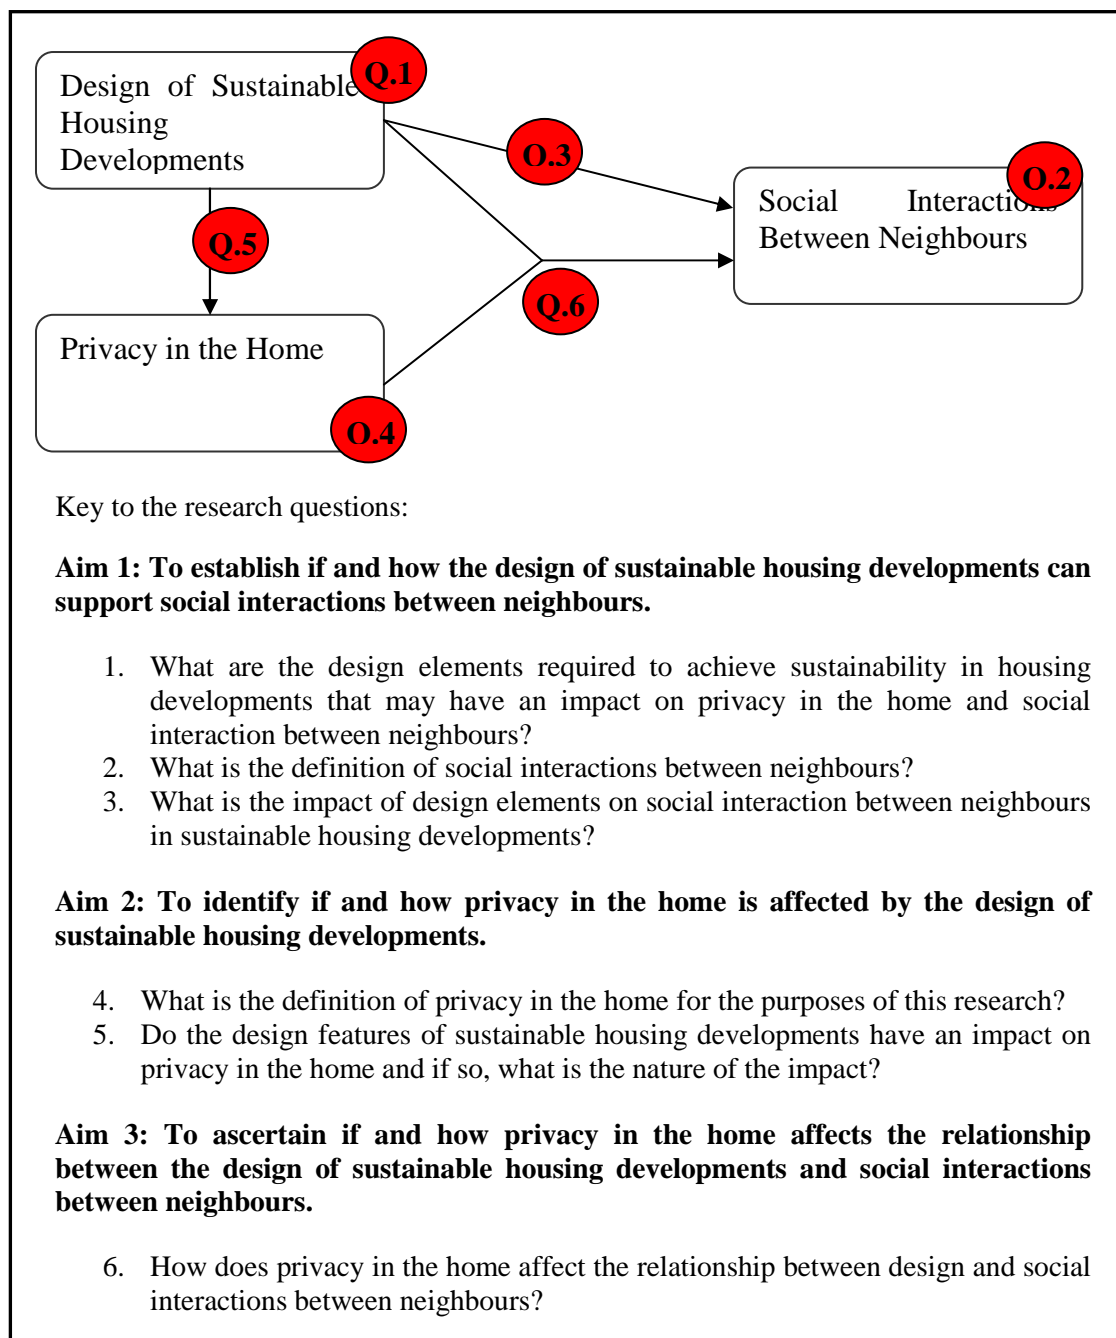 Design of Sustainable
Housing
Developments
Q.1
O.3
O.2
Social Interactions
Between Neighbours
Q.5
Q.6
Privacy in the Home
O.4
Key to the research questions:
Aim 1: To establish if and how the design of sustainable housing developments can
support social interactions between neighbours.
1. What are the design elements required to achieve sustainability in housing
developments that may have an impact on privacy in the home and social
interaction between neighbours?
2. What is the definition of social interactions between neighbours?
3. What is the impact of design elements on social interaction between neighbours
in sustainable housing developments?
Aim 2: To identify if and how privacy in the home is affected by the design of
sustainable housing developments.
4. What is the definition of privacy in the home for the purposes of this research?
5. Do the design features of sustainable housing developments have an impact on
privacy in the home and if so, what is the nature of the impact?
Aim 3: To ascertain if and how privacy in the home affects the relationship
between the design of sustainable housing developments and social interactions
between neighbours.
6. How does privacy in the home affect the relationship between design and social
interactions between neighbours?